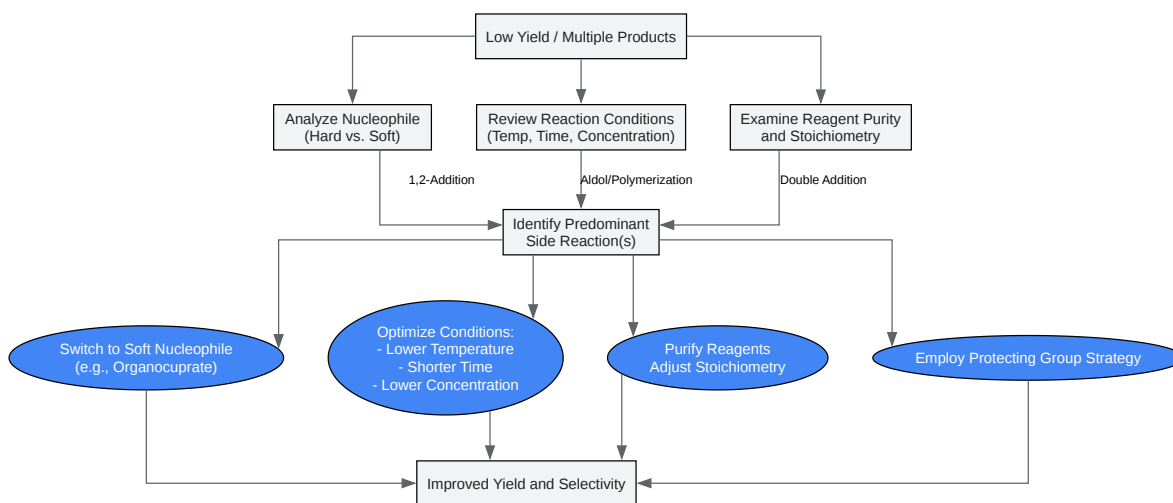 Low Yield / Multiple Products
Analyze Nucleophile
(Hard vs. Soft)
Review Reaction Conditions
(Temp, Time, Concentration)
Examine Reagent Purity
and Stoichiometry
1,2-Addition
Aldol/Polymerization
Double Addition
Identify Predominant
Side Reaction(s)
Switch to Soft Nucleophile
(e.g., Organocuprate)
Optimize Conditions:
- Lower Temperature
- Shorter Time
- Lower Concentration
Purify Reagents
Adjust Stoichiometry
Employ Protecting Group Strategy
Improved Yield and Selectivity